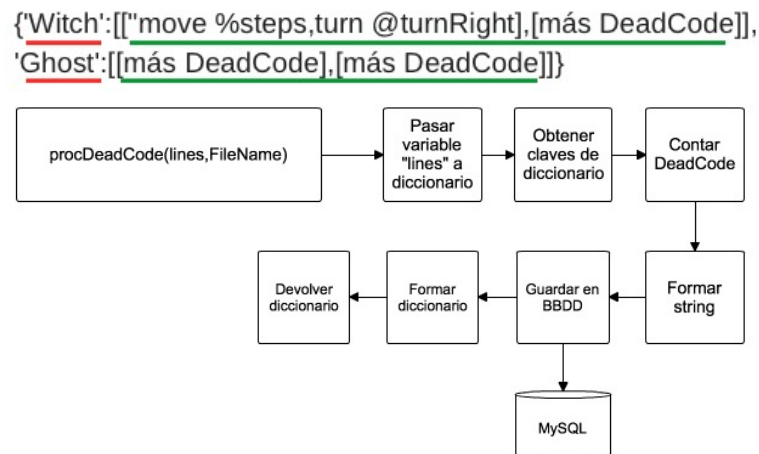 {'Witch':[["move %steps,turn @turnRight],[más DeadCode]],
'Ghost':[[más DeadCode],[más DeadCode]]}
procDeadCode(lines,FileName)
Pasar
variable
"lines" a
diccionario
Obtener
claves de
diccionario
Contar
DeadCode
Devolver
diccionario
Formar
diccionario
Guardar en
BBDD
Formar
string
MySQL